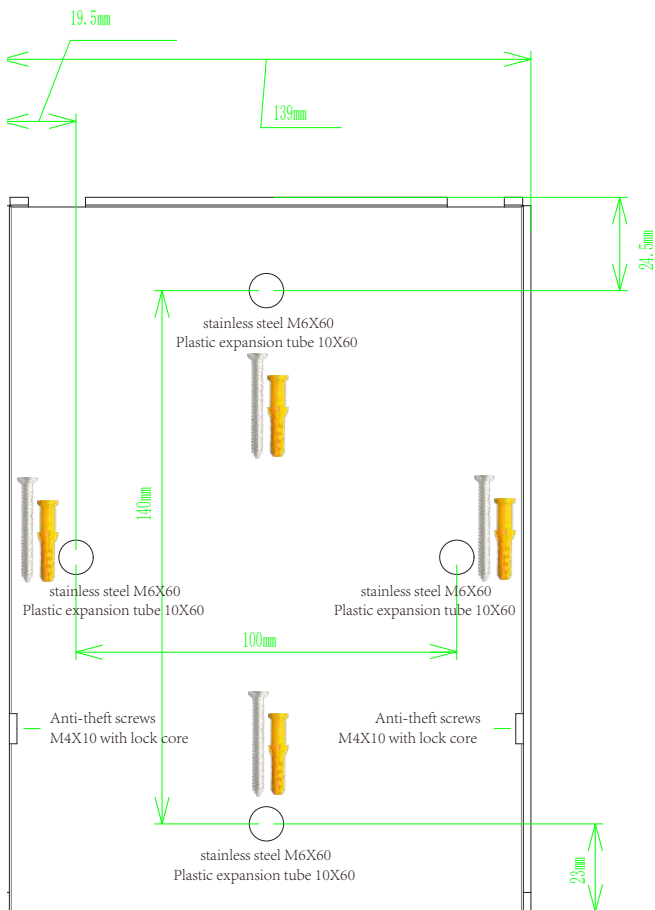 19.5mm
139mm
24.5mm
stainless steel M6X60
Plastic expansion tube 10X60
140mm
stainless steel M6X60
Plastic expansion tube 10X60
stainless steel M6X60
Plastic expansion tube 10X60
100mm
Anti-theft screws
M4X10 with lock core
Anti-theft screws
M4X10 with lock core
stainless steel M6X60
Plastic expansion tube 10X60
23mm